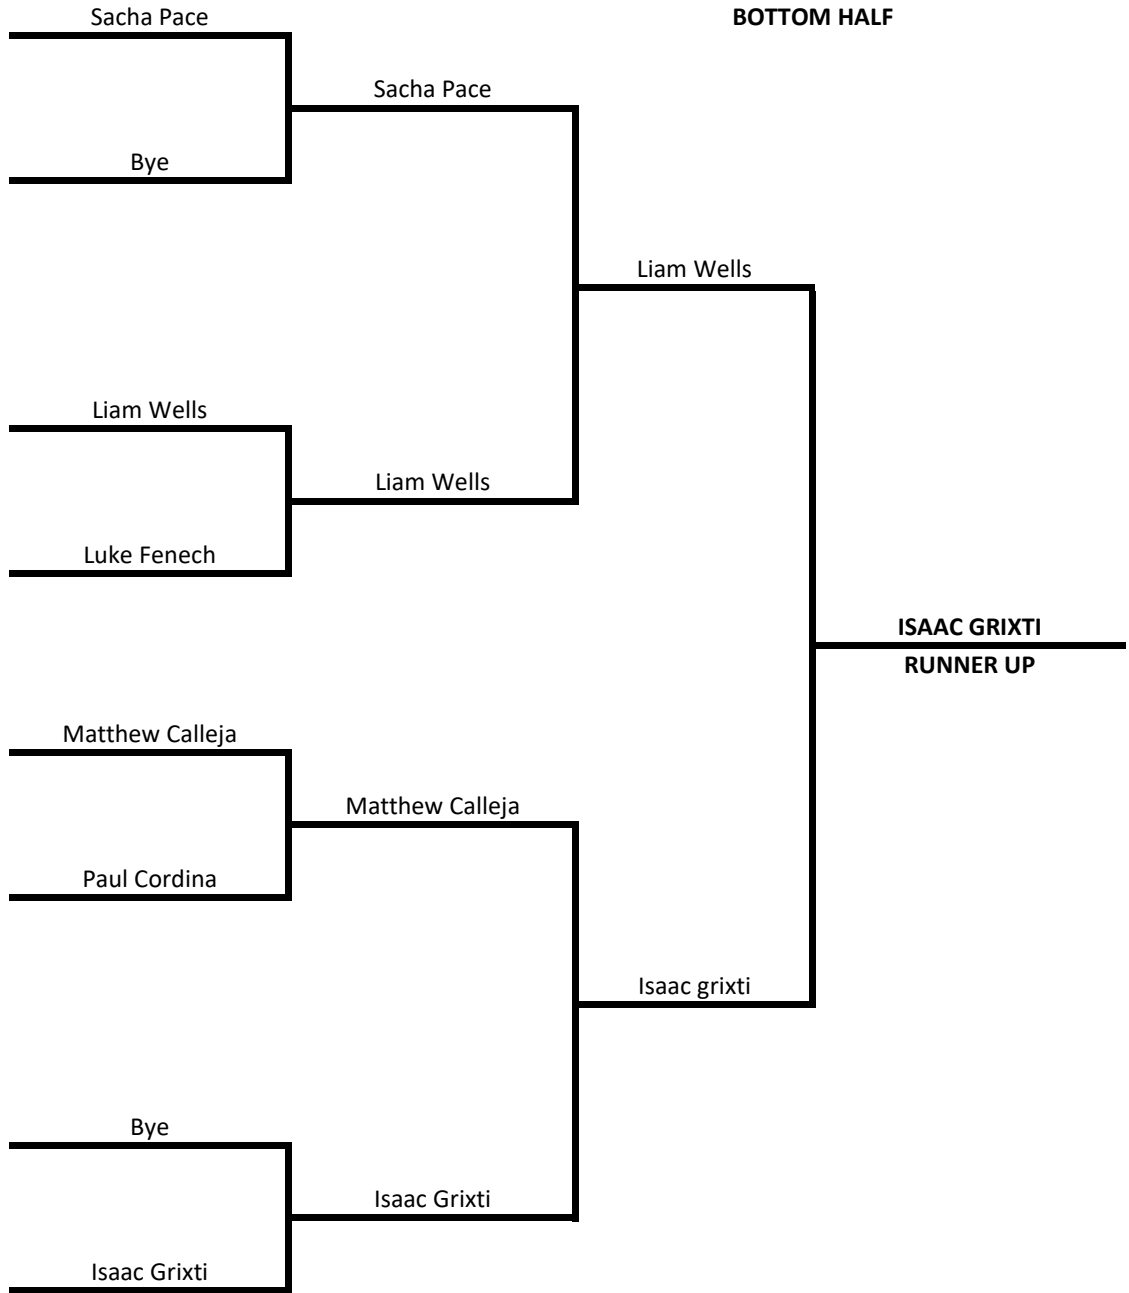 Sacha Pace
BOTTOM HALF
Sacha Pace
Bye
Liam Wells
Liam Wells
Liam Wells
Luke Fenech
ISAAC GRIXTI
RUNNER UP
Matthew Calleja
Matthew Calleja
Paul Cordina
Isaac grixti
Bye
Isaac Grixti
Isaac Grixti